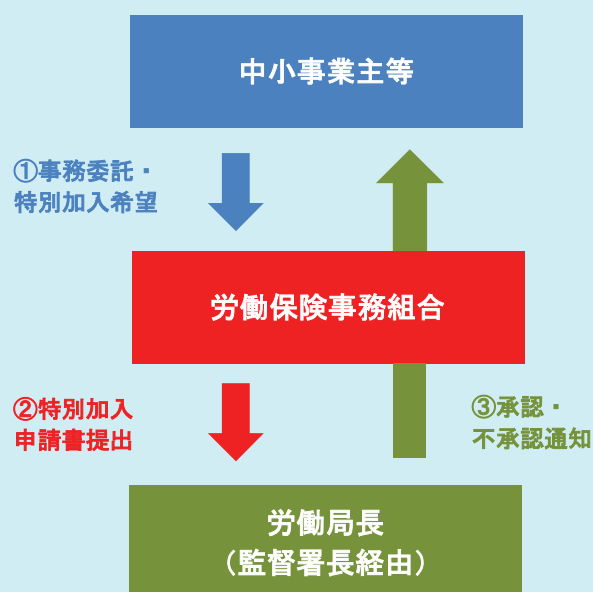 中小事業主等
①事務委託・
特別加入希望
労働保険事務組合
②特別加入
申請書提出
③承認・
不承認通知
労働局長
（監督署長経由）